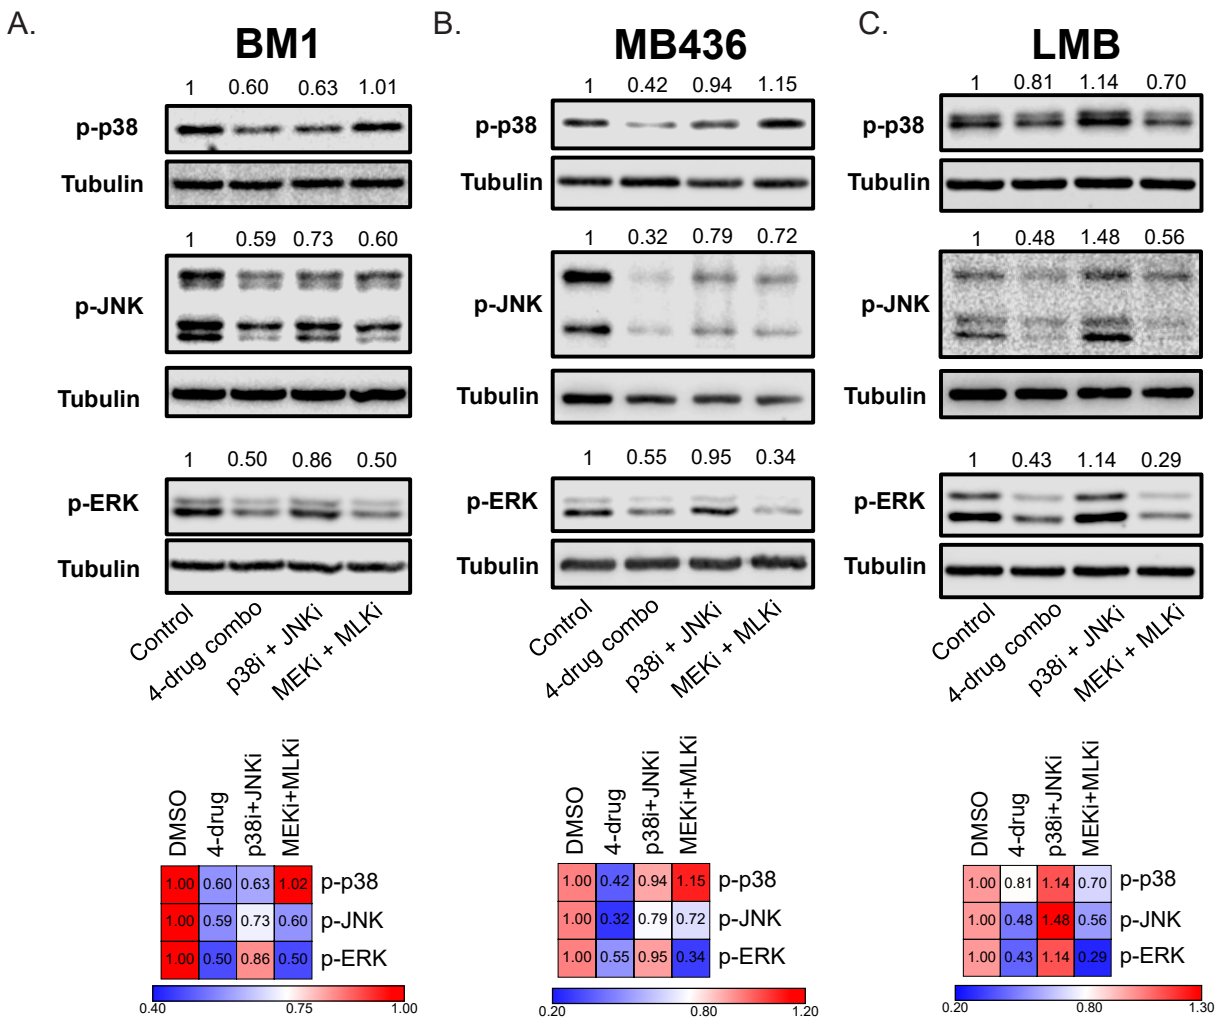 A.
BM1
1 0.60 0.63 1.01
p-p38
Tubulin
1 0.59 0.73 0.60
p-JNK
Tubulin
1 0.50 0.86 0.50
p-ERK
Tubulin
Control
4-drug combo
p38i + JNKi
MEKi + MLKi
DMSO
4-drug
p38i+JNKi
MEKi+MLKi
1.00 0.60 0.63 1.02 p-p38
1.00 0.59 0.73 0.60 p-JNK
1.00 0.50 0.86 0.50 p-ERK
0.40 0.75 1.00
B.
MB436
1 0.42 0.94 1.15
p-p38
Tubulin
1 0.32 0.79 0.72
p-JNK
Tubulin
1 0.55 0.95 0.34
p-ERK
Tubulin
Control
4-drug combo
p38i + JNKi
MEKi + MLKi
DMSO
4-drug
p38i+JNKi
MEKi+MLKi
1.00 0.42 0.94 1.15 p-p38
1.00 0.32 0.79 0.72 p-JNK
1.00 0.55 0.95 0.34 p-ERK
0.20 0.80 1.20
C.
LMB
1 0.81 1.14 0.70
p-p38
Tubulin
1 0.48 1.48 0.56
p-JNK
Tubulin
1 0.43 1.14 0.29
p-ERK
Tubulin
Control
4-drug combo
p38i + JNKi
MEKi + MLKi
DMSO
4-drug
p38i+JNKi
MEKi+MLKi
1.00 0.81 1.14 0.70 p-p38
1.00 0.48 1.48 0.56 p-JNK
1.00 0.43 1.14 0.29 p-ERK
0.20 0.80 1.30